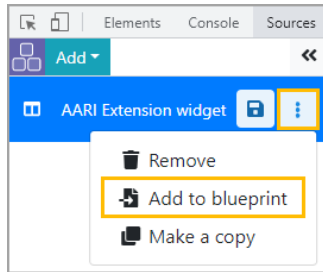 Elements Console Sources
Add
AARI Extension widget
Remove
Add to blueprint
Make a copy